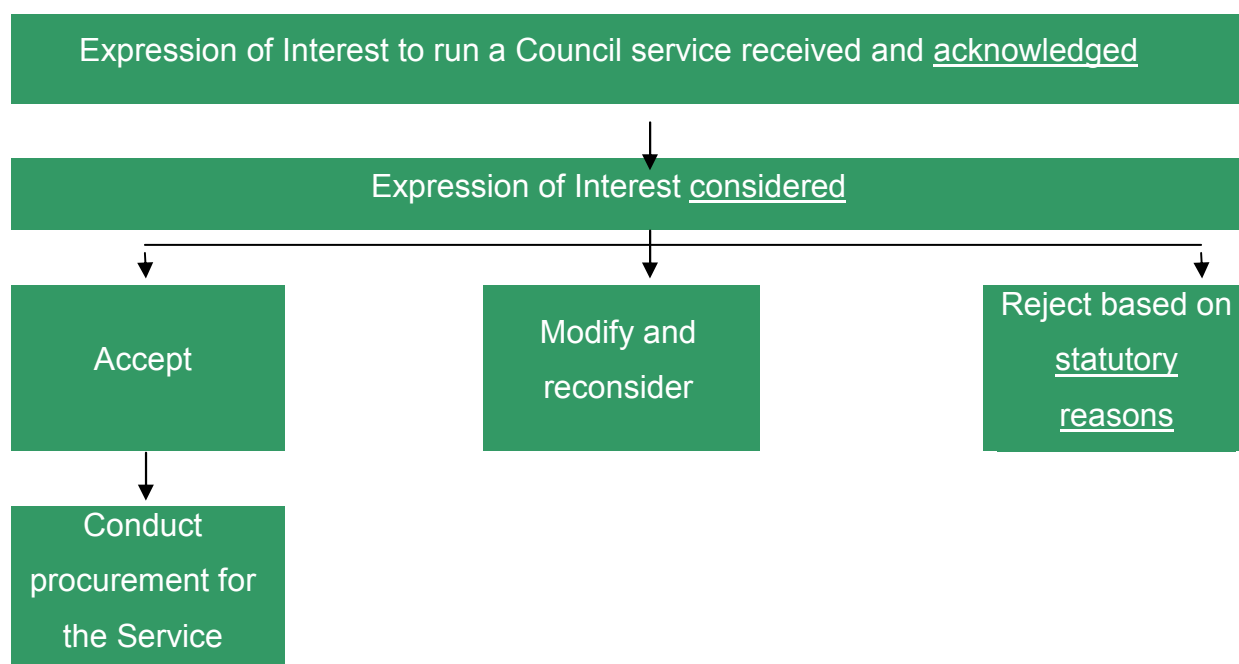 Expression of Interest to run a Council service received and acknowledged
Expression of Interest considered
Accept
Modify and
reconsider
Reject based on
statutory
reasons
Conduct
procurement for
the Service